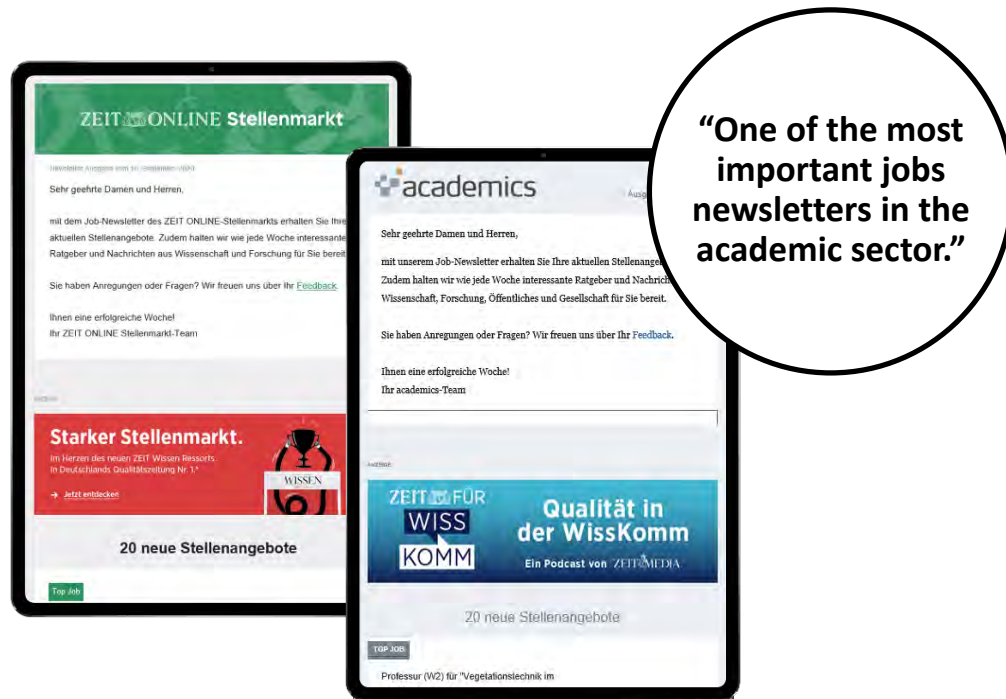 ZEIT ONLINE Stellenmarkt
Sehr geehrte Damen und Herren,
mit dem Job-Newsletter des ZEIT ONLINE-Stellenmarkts erhalten Sie Ihre
aktuellen Stellenangebote. Zudem halten wir wie jede Woche interessante
Ratgeber und Nachrichten aus Wissenschaft und Forschung für Sie bereit
Sie haben Anregungen oder Fragen? Wir freuen uns über Ihr Feedback.
Ihnen eine erfolgreiche Woche!
Ihr ZEIT ONLINE Stellenmarkt-Team
Anzeige
Starker Stellenmarkt.
Im Herzen des neuen ZEIT Wissen Ressorts.
In Deutschlands Qualitätszeitung Nr. 1.*
→ Jetzt entdecken
WISSEN
20 neue Stellenangebote
Top Job
academics
Sehr geehrte Damen und Herren,
mit unserem Job-Newsletter erhalten Sie Ihre aktuellen
Zudem halten wir wie jede Woche interessante Ratgeber und
Wissenschaft, Forschung, Öffentliches und Gesellschaft für Sie bereit.
Sie haben Anregungen oder Fragen? Wir freuen uns über Ihr Feedback.
Ihnen eine erfolgreiche Woche!
Ihr academics-Team
Anzeige
ZEIT FÜR
WISS
KOMM
Qualität in
der WissKomm
Ein Podcast von ZEIT MEDIA
20 neue Stellenangebote
TOP JOB
Professur (W2) für "Vegetationstechnik im
“One of the most
important jobs
newsletters in the
academic sector.”